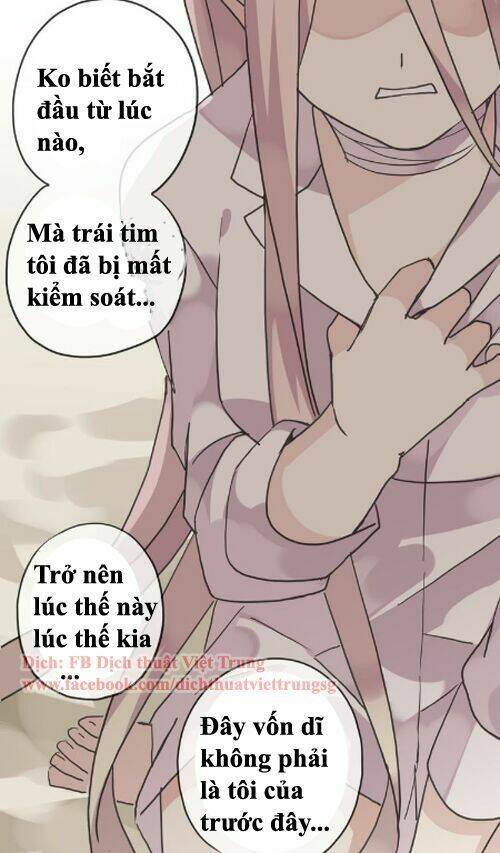 Ko biết bắt
đầu từ lúc
nào,
Mà trái tim
tôi đã bị mất
kiểm soát...
Trở nên
lúc thế này
lúc thế kia
...
Dịch: FB Dịch thuật Việt Trung
www.facebook.com/dichthuatviettrungsg
Đây vốn dĩ
không phải
là tôi của
trước đây...